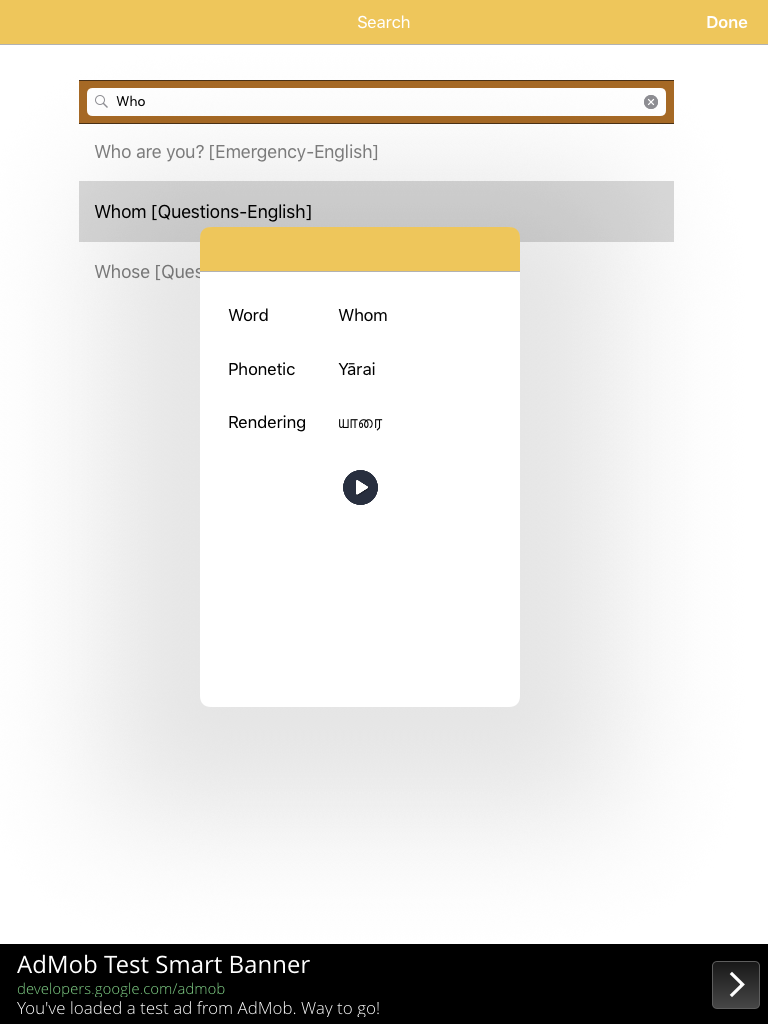 Search
Done
Who
Who are you? [Emergency-English]
Whom [Questions-English]
Whose [Ques
Word Whom
Phonetic Yārai
Rendering யாரை
AdMob Test Smart Banner
developers.google.com/admob
You've loaded a test ad from AdMob. Way to go!